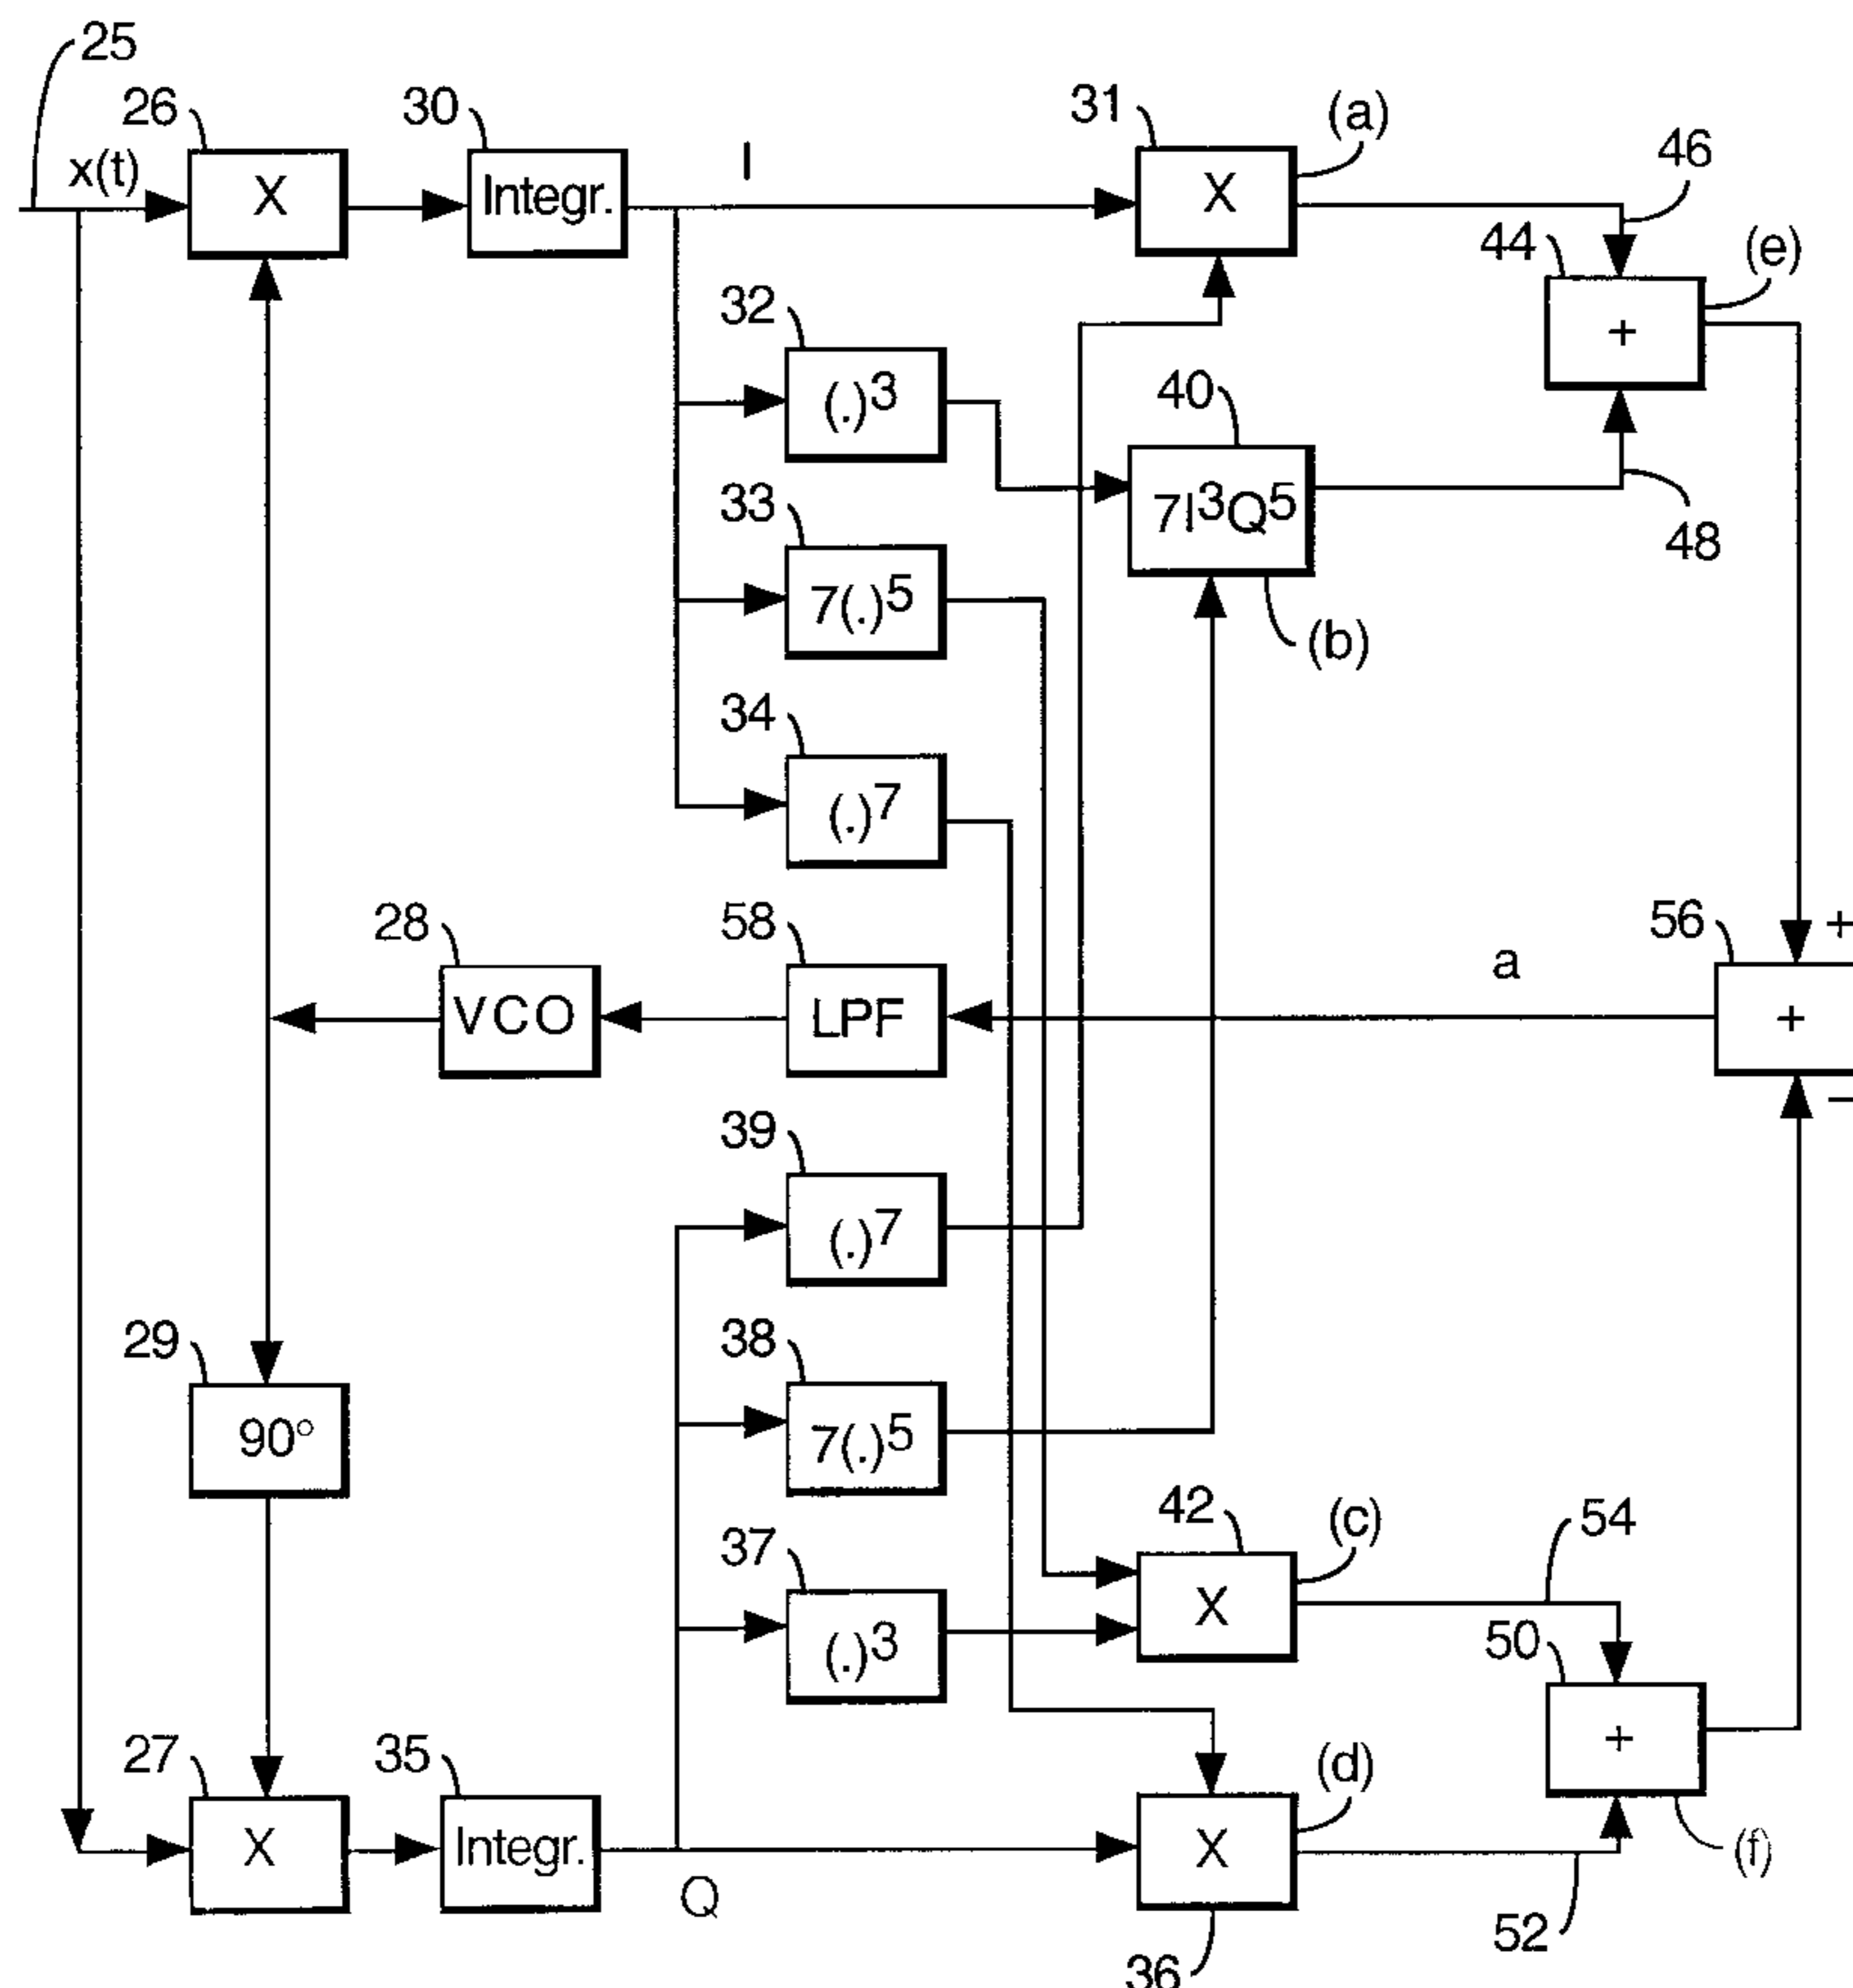 25
26
30
31
(a)
46
x(t)
X
Integr.
I
X
44
(e)
32
+
(.)3
40
7I3Q5
48
33
7(.)5
(b)
34
(.)7
28
58
a
56
+
VCO
LPF
+
39
−
(.)7
29
38
90°
7(.)5
42
(c)
54
37
X
50
(.)3
+
27
35
(d)
(f)
X
Integr.
X
Q
52
36